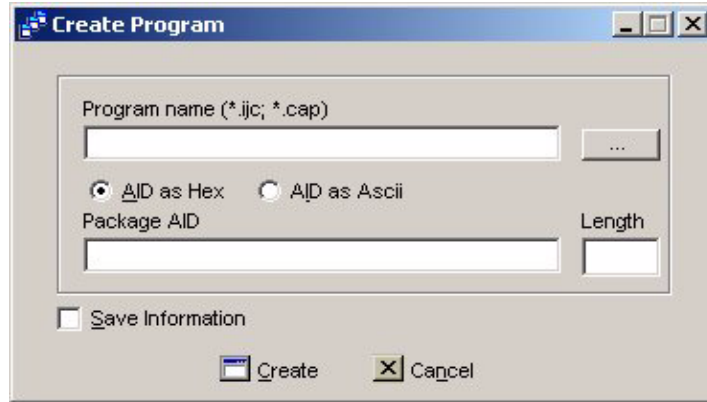 Create Program
Program name (*.ijc; *.cap)
...
AID as Hex AID as Ascii
Package AID Length
Save Information
Create Cancel